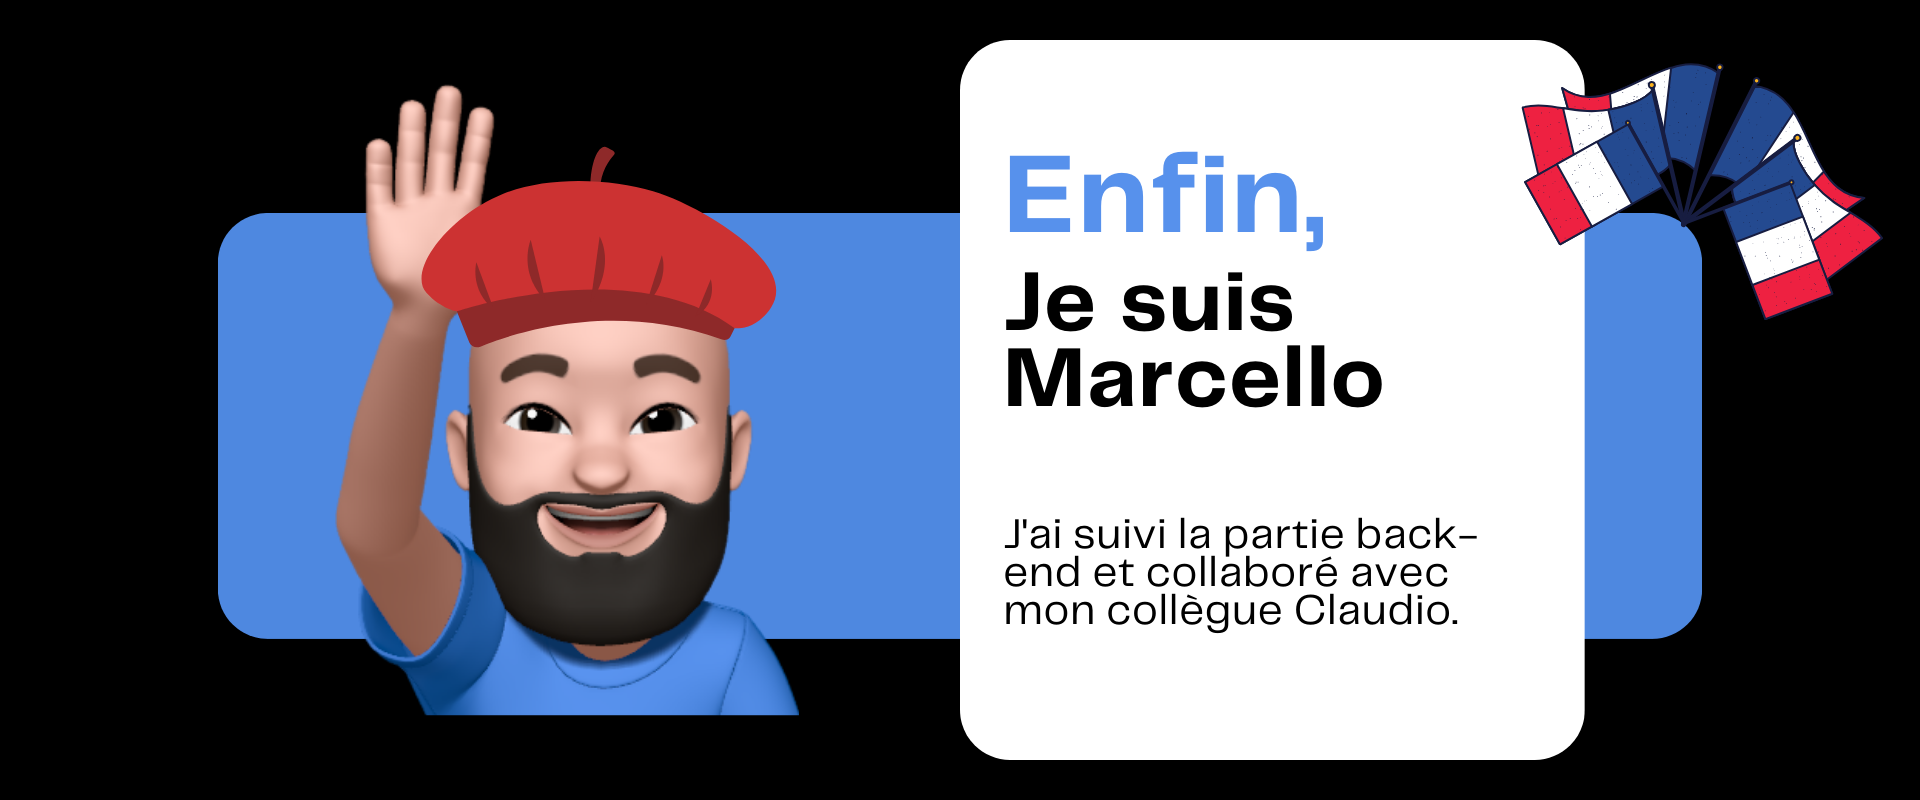 Enfin,
Je suis
Marcello
J'ai suivi la partie back-
end et collaboré avec
mon collègue Claudio.